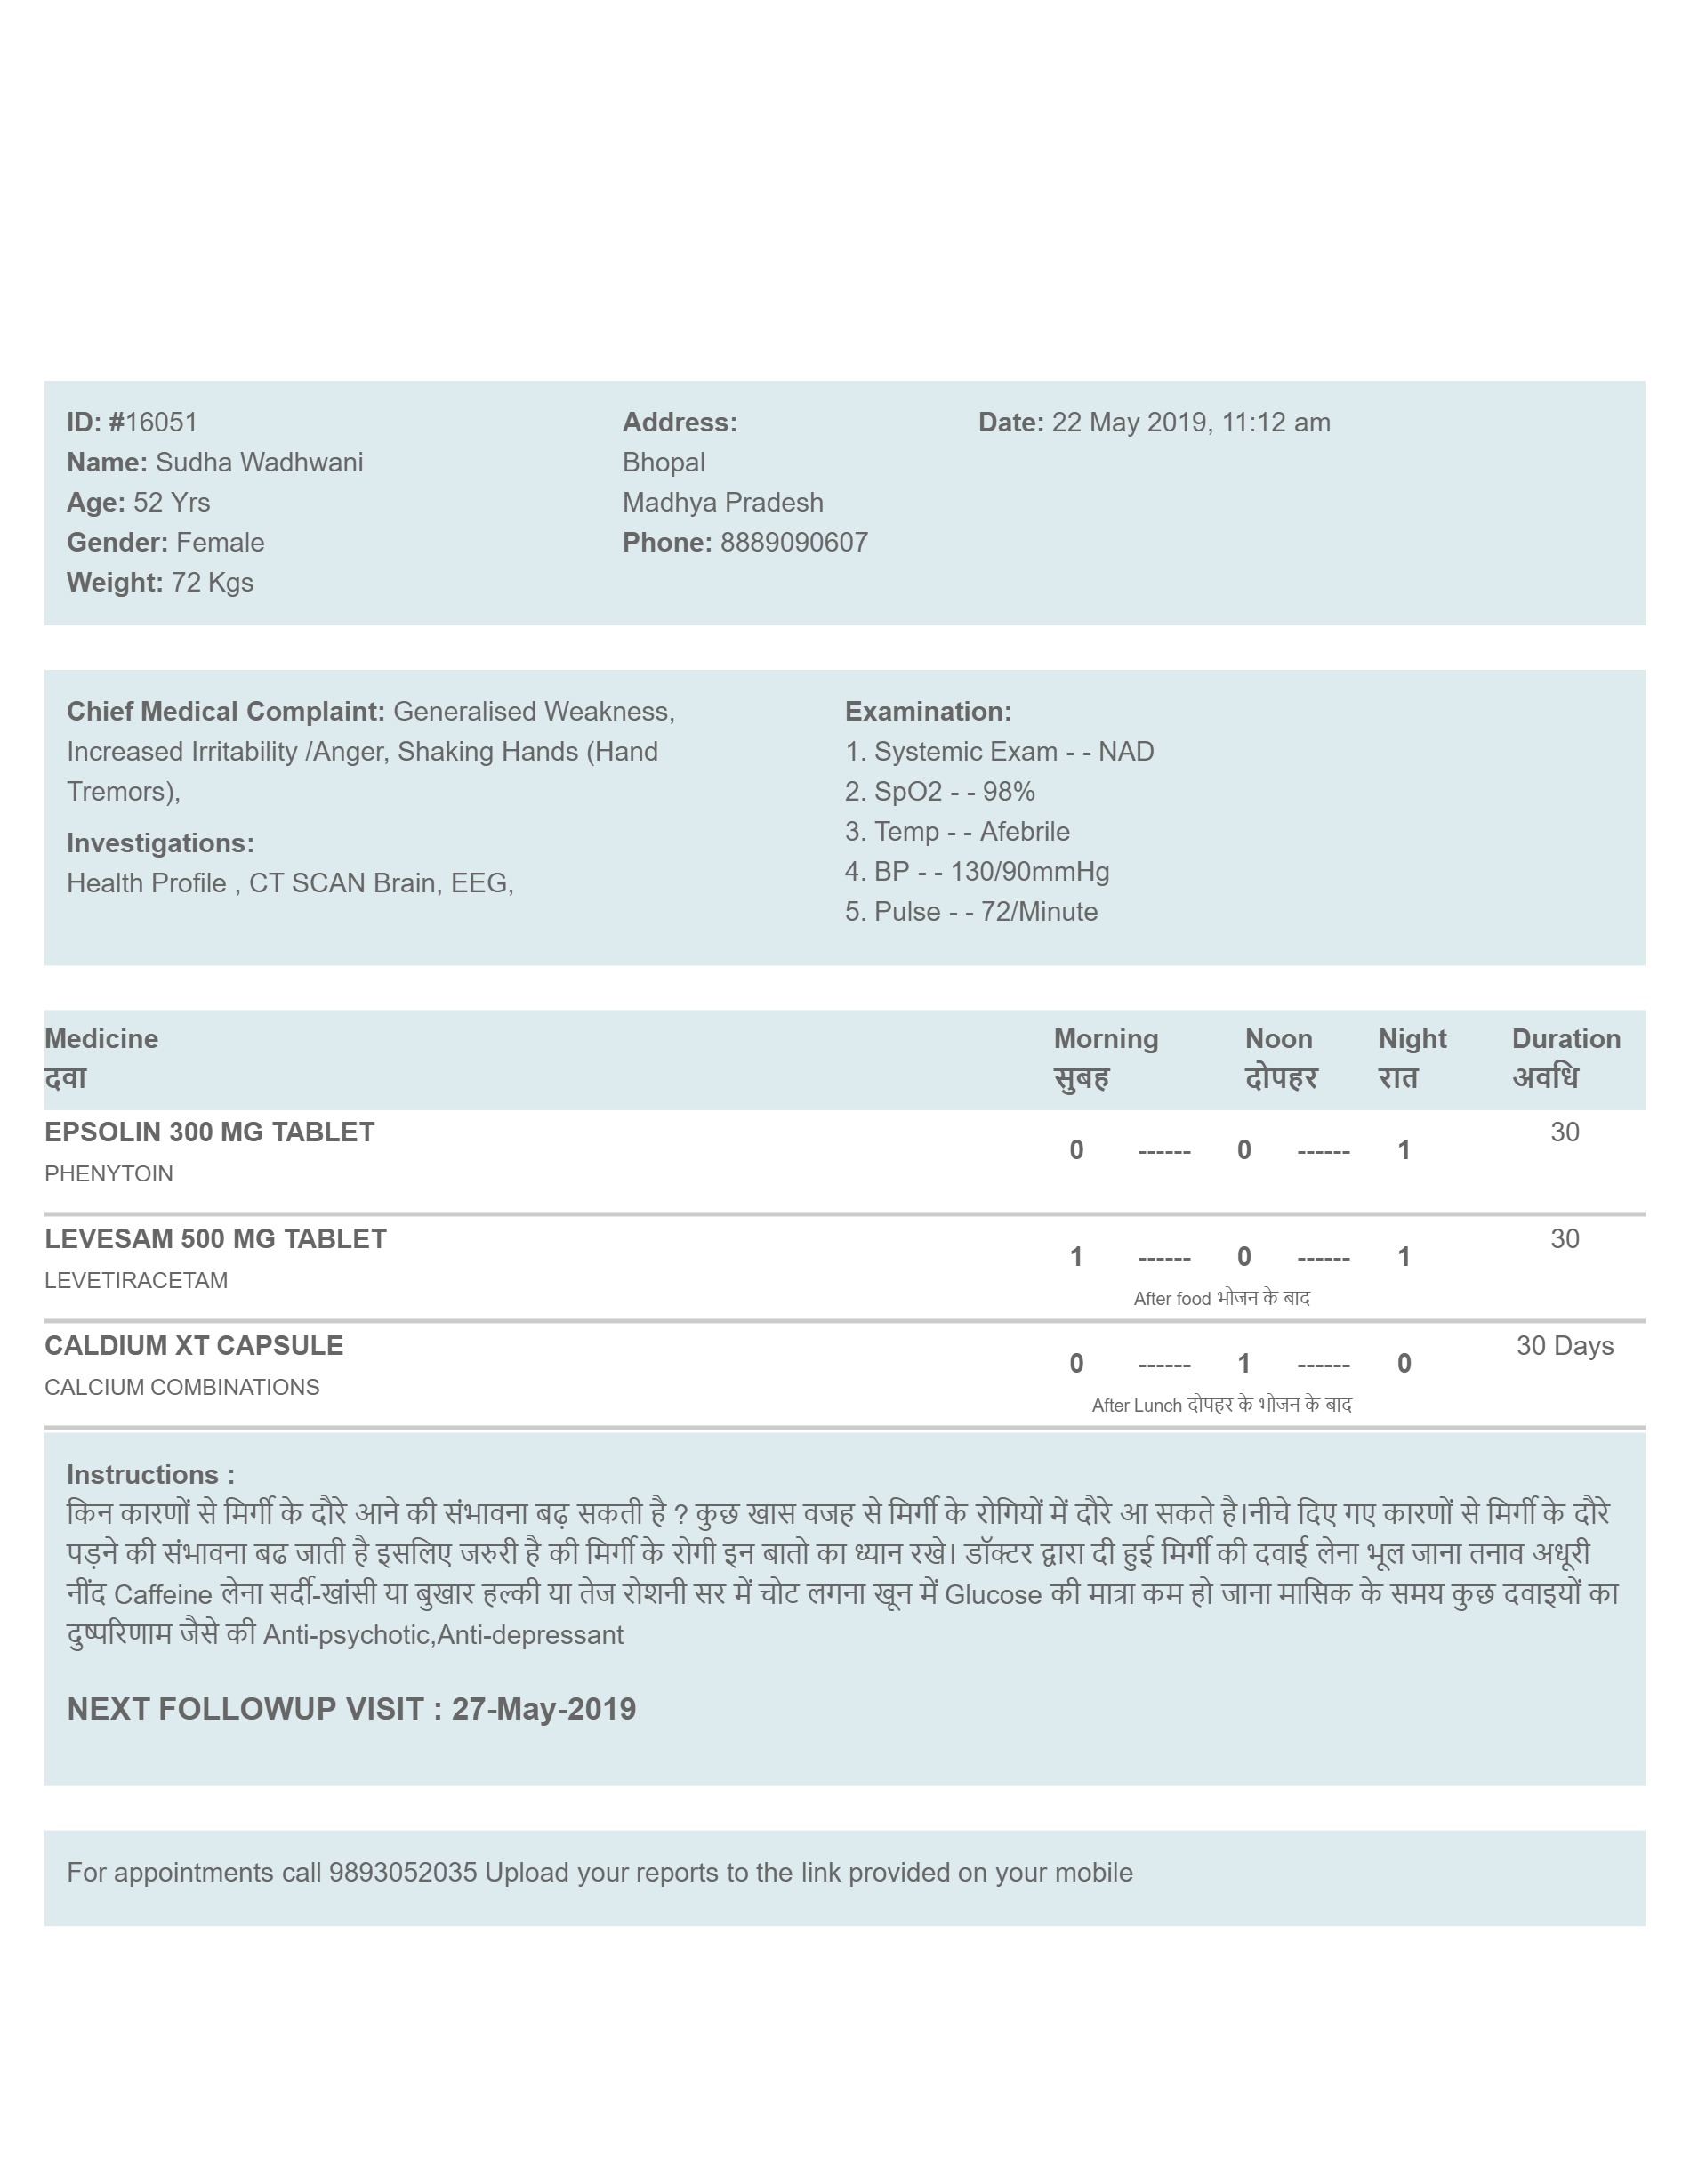 ID: #16051
Name: Sudha Wadhwani
Age: 52 Yrs
Gender: Female
Weight: 72 Kgs
Address:
Bhopal
Madhya Pradesh
Phone: 8889090607
Date: 22 May 2019, 11:12 am
Chief Medical Complaint: Generalised Weakness,
Increased Irritability /Anger, Shaking Hands (Hand
Tremors),
Investigations:
Health Profile , CT SCAN Brain, EEG,
Examination:
1. Systemic Exam - - NAD
2. SpO2 - - 98%
3. Temp - - Afebrile
4. BP - - 130/90mmHg
5. Pulse - - 72/Minute
Medicine Morning Noon Night Duration
दवा सुबह दोपहर रात अवधि
EPSOLIN 300 MG TABLET 0 ------ 0 ------ 1 30
PHENYTOIN
LEVESAM 500 MG TABLET 1 ------ 0 ------ 1 30
LEVETIRACETAM
After food भोजन के बाद
CALDIUM XT CAPSULE 0 ------ 1 ------ 0 30 Days
CALCIUM COMBINATIONS
After Lunch दोपहर के भोजन के बाद
Instructions :
किन कारणों से मिर्गी के दौरे आने की संभावना बढ़ सकती है ? कुछ खास वजह से मिर्गी के रोगियों में दौरे आ सकते है।नीचे दिए गए कारणों से मिर्गी के दौरे
पड़ने की संभावना बढ जाती है इसलिए जरुरी है की मिर्गी के रोगी इन बातो का ध्यान रखे। डॉक्टर द्वारा दी हुई मिर्गी की दवाई लेना भूल जाना तनाव अधूरी
नींद Caffeine लेना सर्दी-खांसी या बुखार हल्की या तेज रोशनी सर में चोट लगना खून में Glucose की मात्रा कम हो जाना मासिक के समय कुछ दवाइयों का
दुष्परिणाम जैसे की Anti-psychotic,Anti-depressant
NEXT FOLLOWUP VISIT : 27-May-2019
For appointments call 9893052035 Upload your reports to the link provided on your mobile